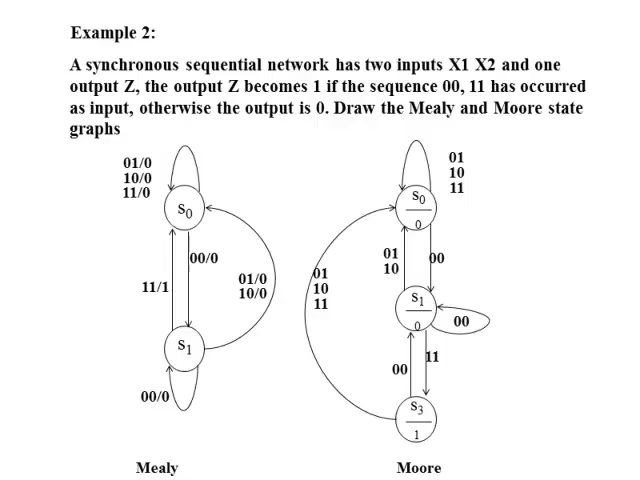 Example 2:
A synchronous sequential network has two inputs X1 X2 and one
output Z, the output Z becomes 1 if the sequence 00, 11 has occurred
as input, otherwise the output is 0. Draw the Mealy and Moore state
graphs
01/0
10/0
11/0
S0
00/0
11/1
01/0
10/0
S1
00/0
Mealy
01
10
11
S0
0
01
10
00
01
10
11
S1
0
00
00
11
S3
1
Moore